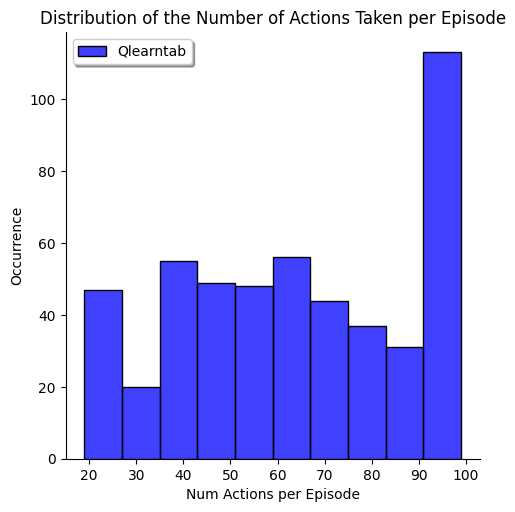 Distribution of the Number of Actions Taken per Episode
Qlearntab
Occurrence
100
80
60
40
20
0
20 30 40 50 60 70 80 90 100
Num Actions per Episode